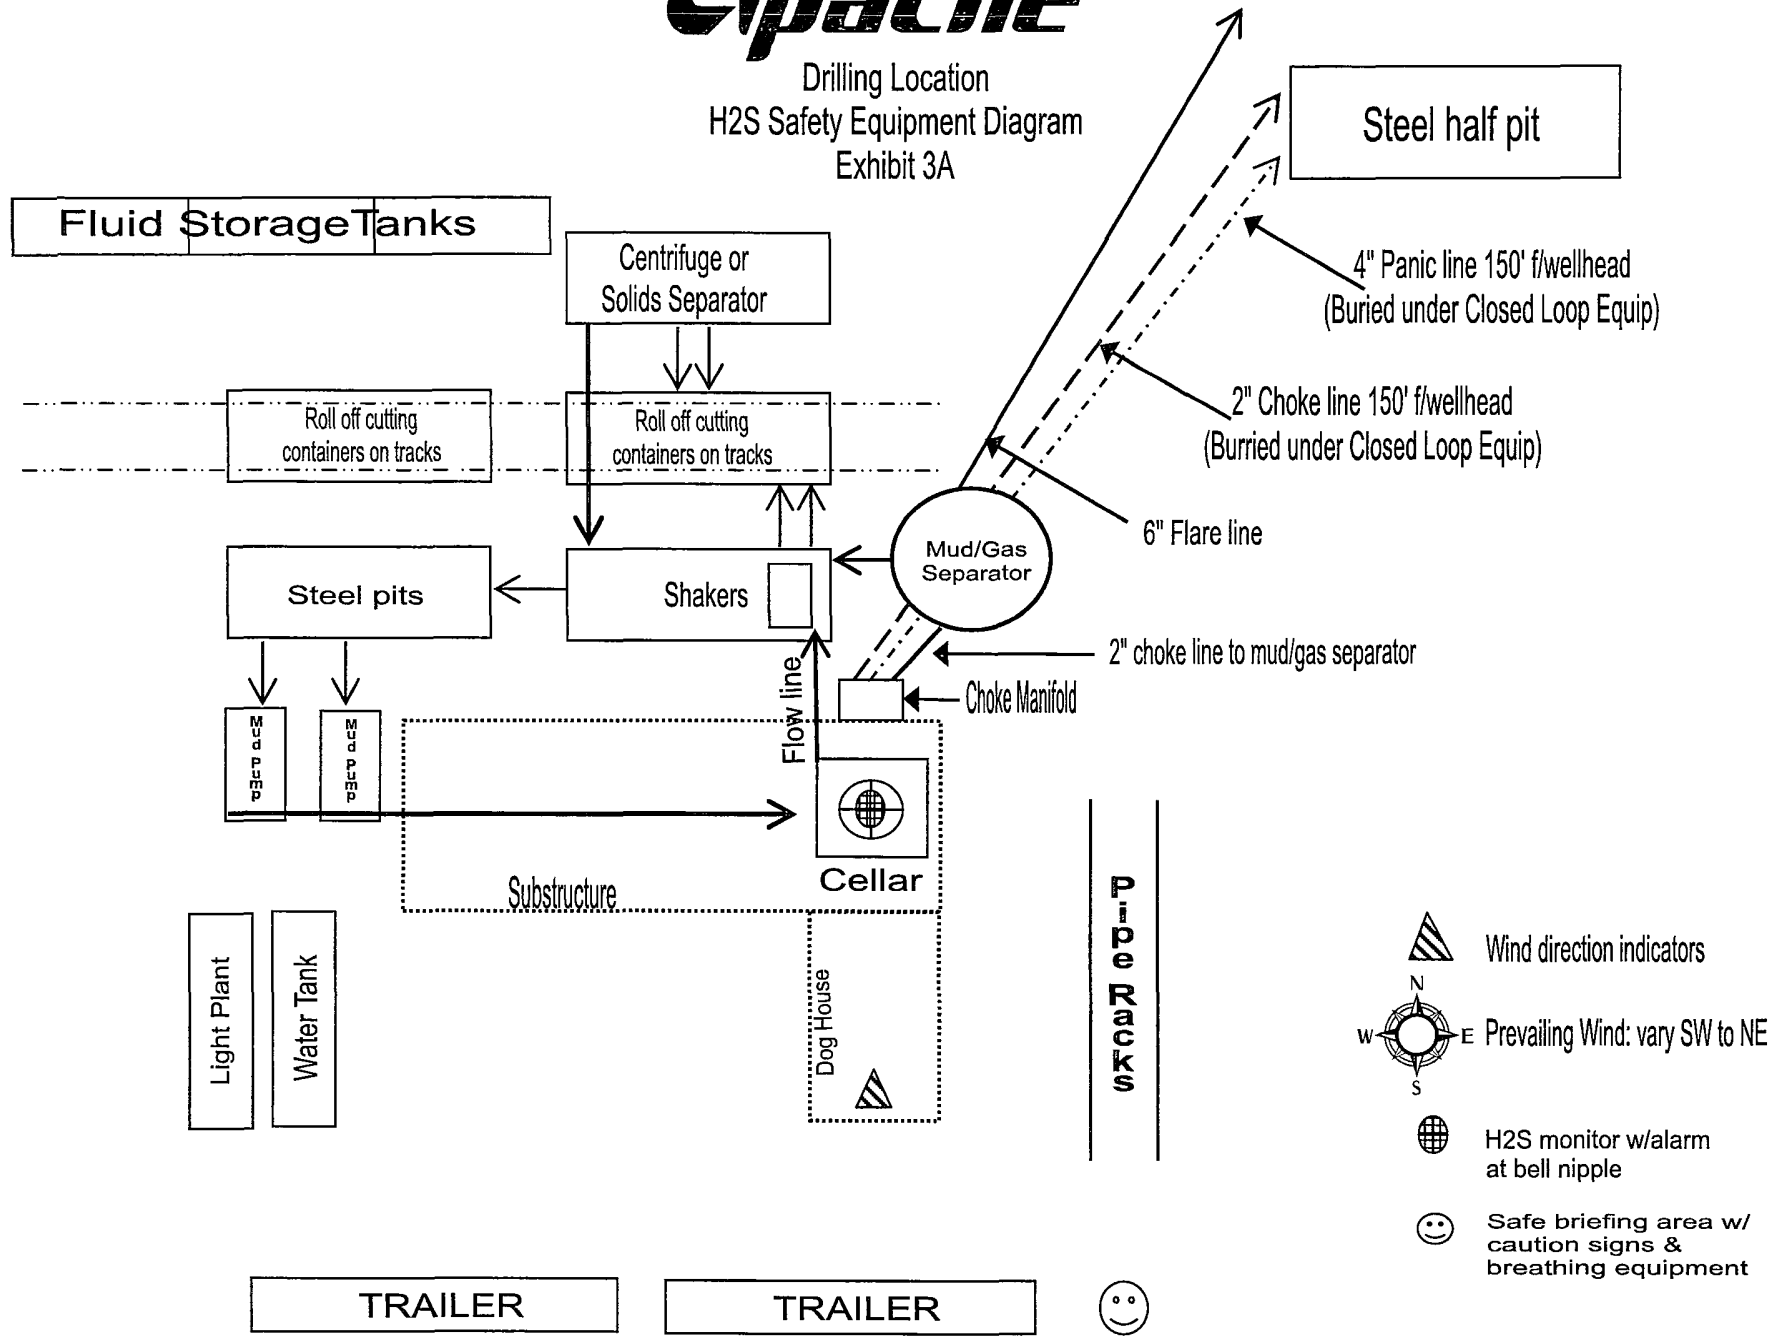 Apache
Drilling Location
H2S Safety Equipment Diagram
Exhibit 3A
Steel half pit
Fluid StorageTanks
Centrifuge or
Solids Separator
4" Panic line 150' f/wellhead
(Buried under Closed Loop Equip)
Roll off cutting
containers on tracks
Roll off cutting
containers on tracks
2" Choke line 150' f/wellhead
(Burried under Closed Loop Equip)
6" Flare line
Mud/Gas
Separator
Steel pits
Shakers
2" choke line to mud/gas separator
Flow line
Choke Manifold
Mud Pump
Mud Pump
Cellar
Substructure
Pipe Racks
Light Plant
Water Tank
Dog House
Wind direction indicators
N
W
E
S
Prevailing Wind: vary SW to NE
H2S monitor w/alarm
at bell nipple
Safe briefing area w/
caution signs &
breathing equipment
TRAILER
TRAILER